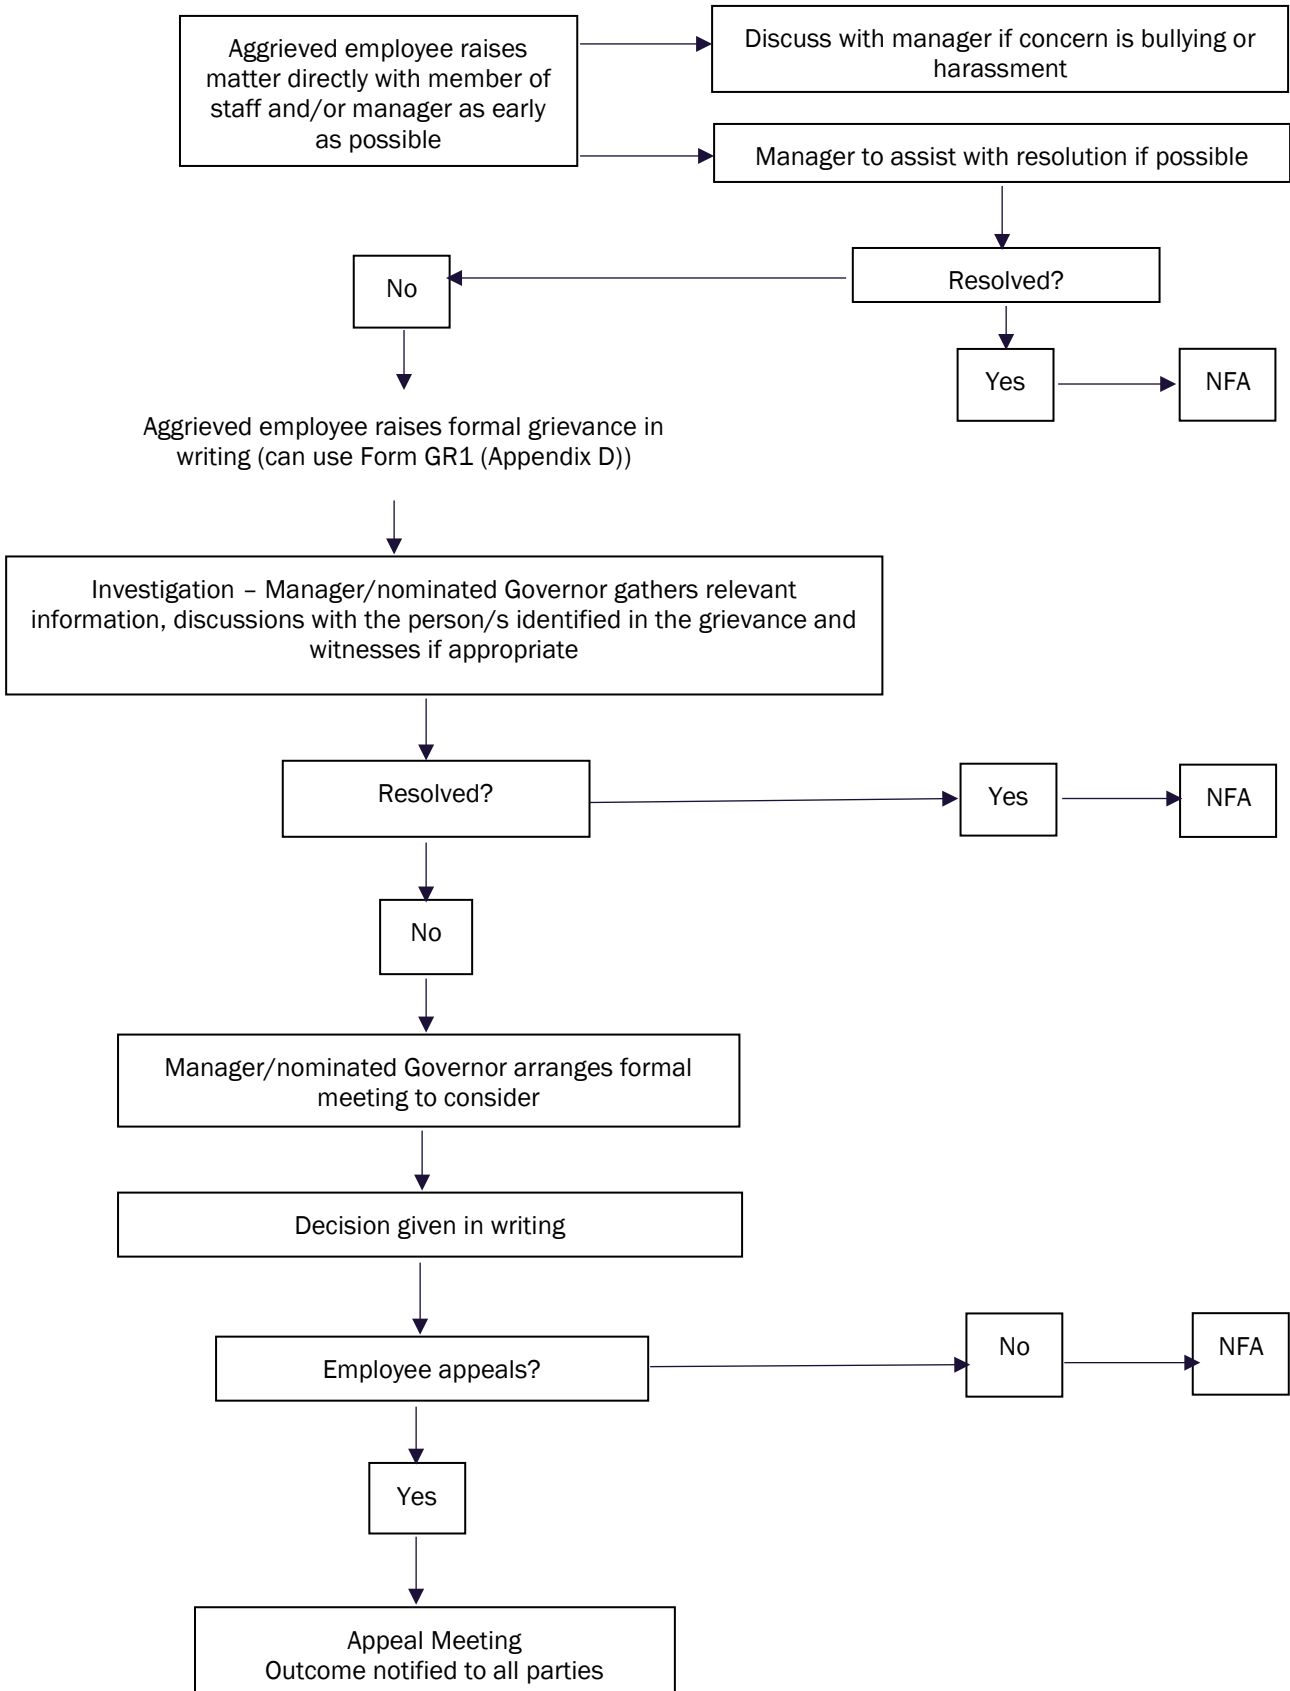 Aggrieved employee raises
matter directly with member of
staff and/or manager as early
as possible
Discuss with manager if concern is bullying or
harassment
Manager to assist with resolution if possible
Resolved?
No
Yes
NFA
Aggrieved employee raises formal grievance in
writing (can use Form GR1 (Appendix D))
Investigation – Manager/nominated Governor gathers relevant
information, discussions with the person/s identified in the grievance and
witnesses if appropriate
Resolved?
Yes
NFA
No
Manager/nominated Governor arranges formal
meeting to consider
Decision given in writing
Employee appeals?
No
NFA
Yes
Appeal Meeting
Outcome notified to all parties